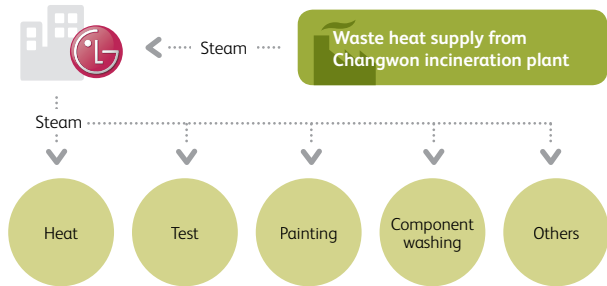 LG
Steam
Waste heat supply from
Changwon incineration plant
Steam
Heat
Test
Painting
Component
washing
Others